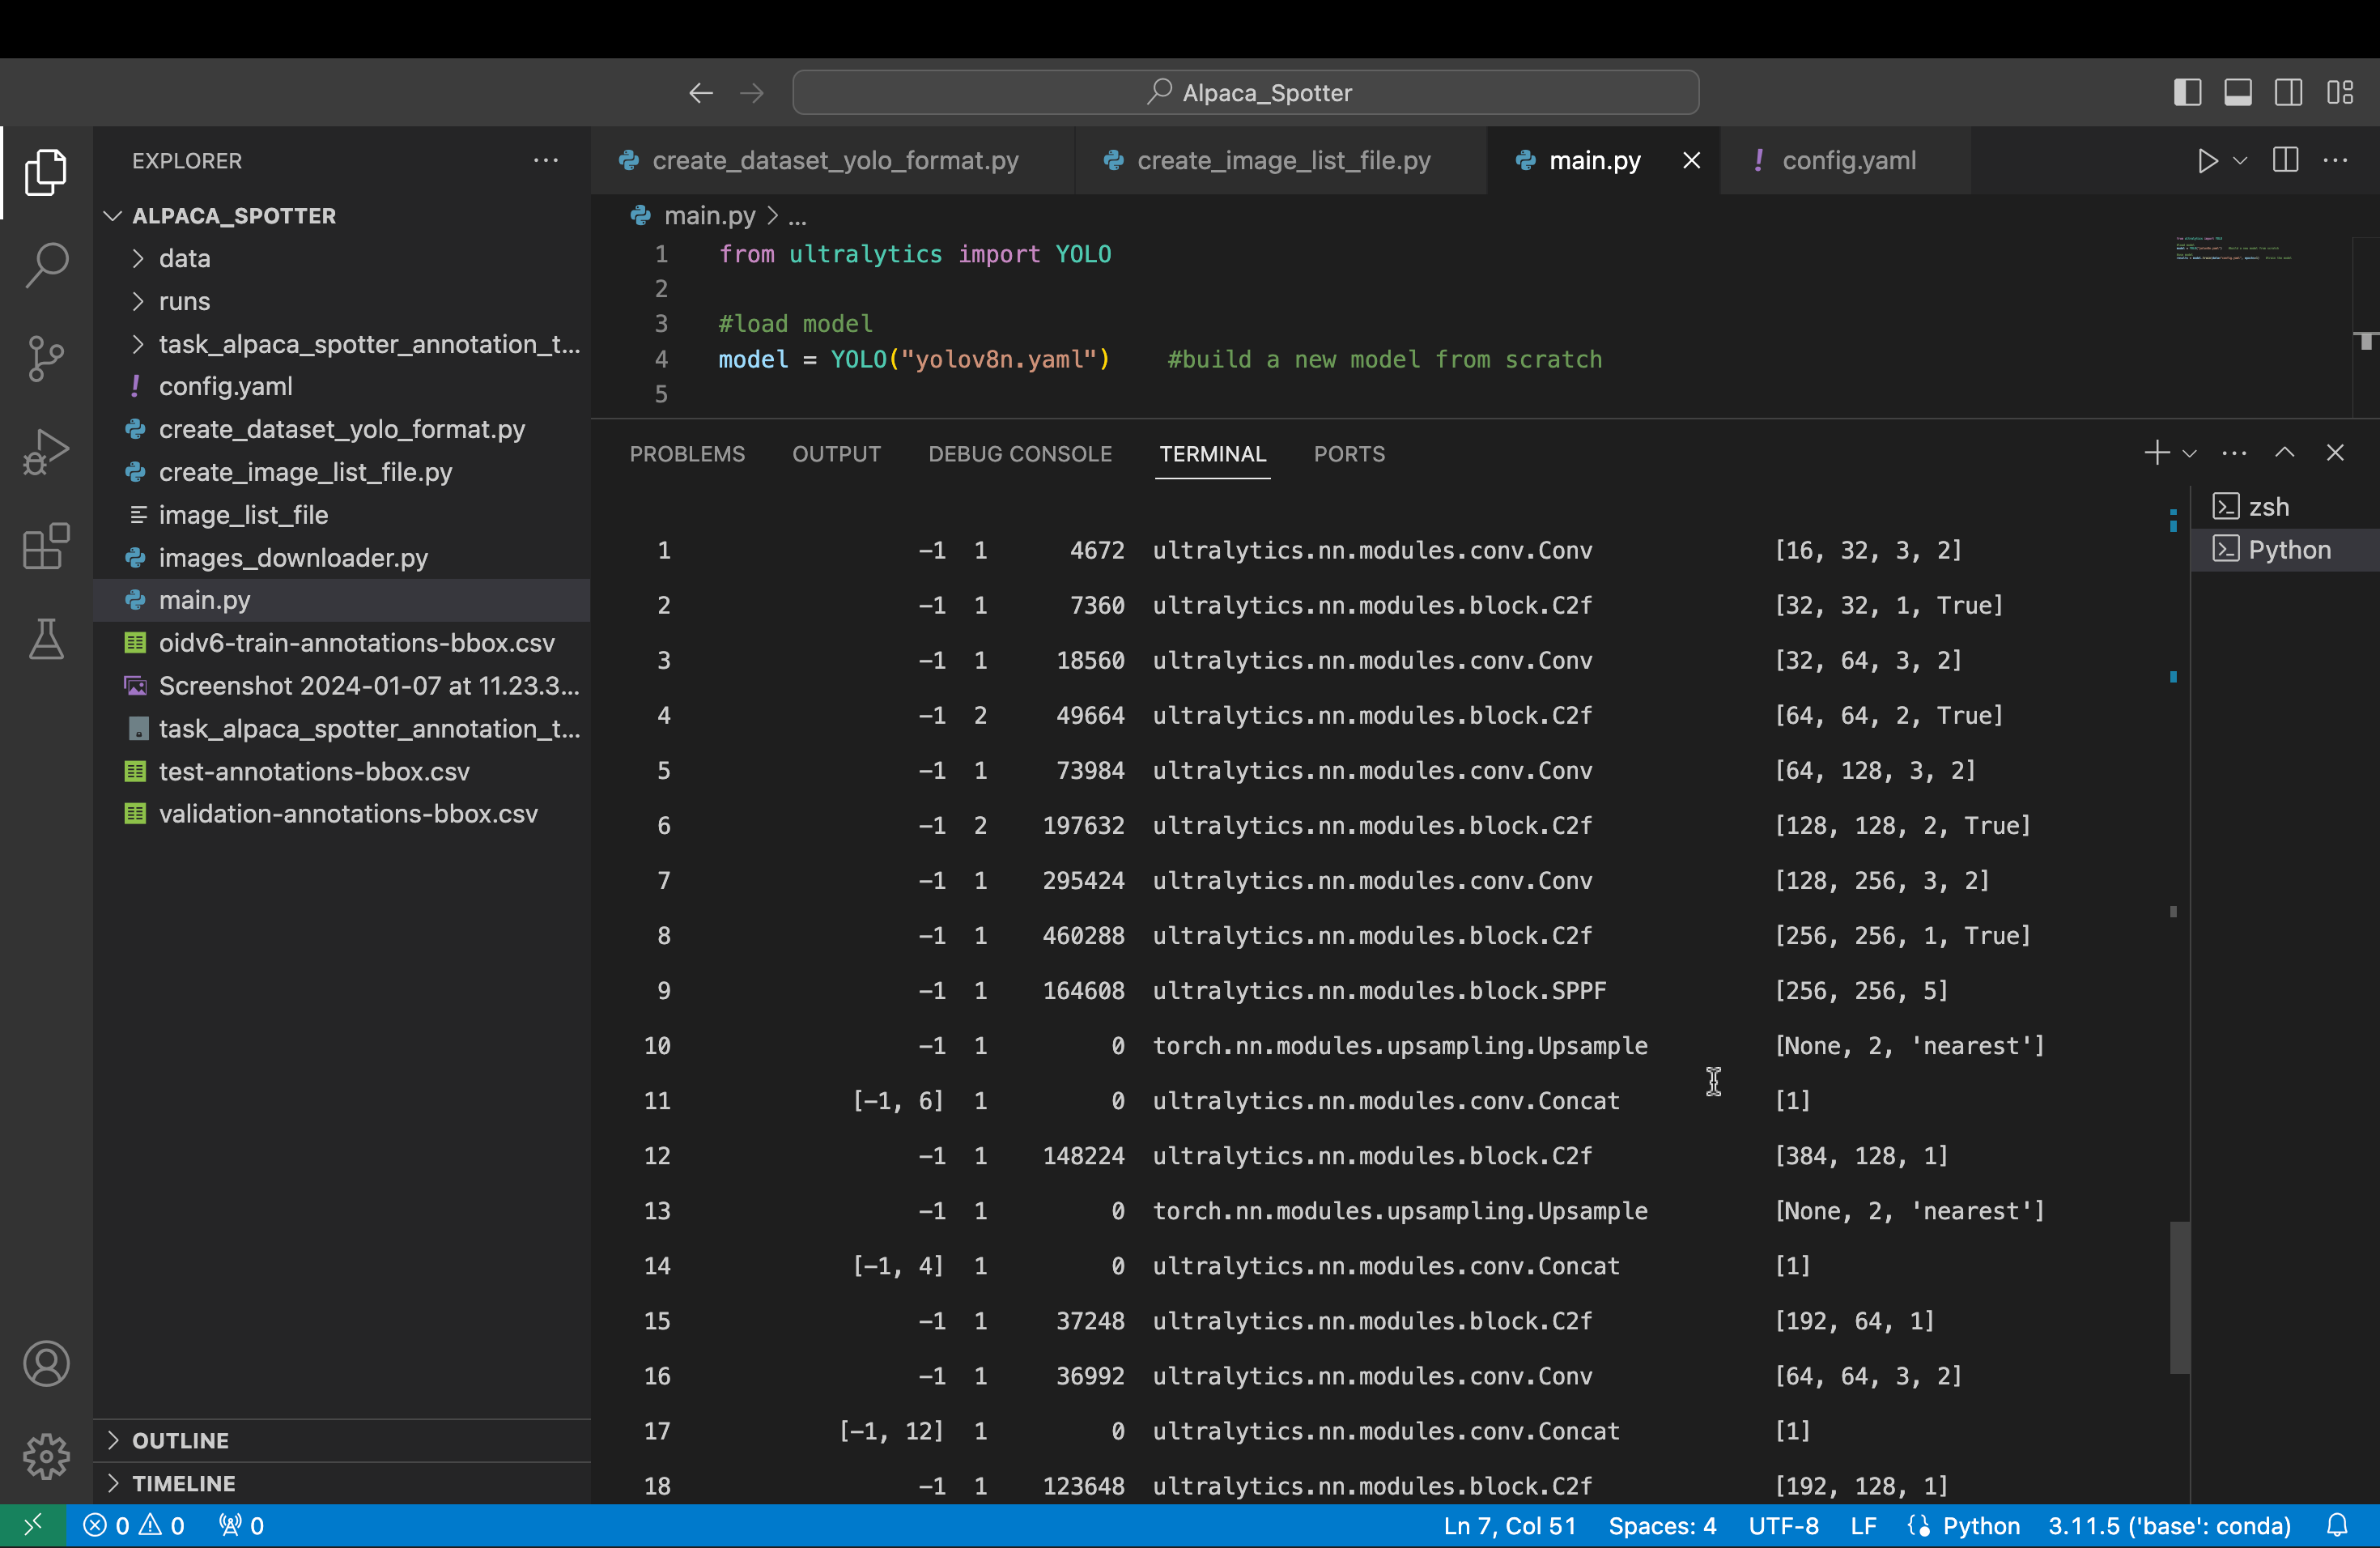 Alpaca_Spotter
EXPLORER
create_dataset_yolo_format.py
create_image_list_file.py
main.py
config.yaml
ALPACA_SPOTTER
data
runs
task_alpaca_spotter_annotation_t...
config.yaml
create_dataset_yolo_format.py
create_image_list_file.py
image_list_file
images_downloader.py
main.py
oidv6-train-annotations-bbox.csv
Screenshot 2024-01-07 at 11.23.3...
task_alpaca_spotter_annotation_t...
test-annotations-bbox.csv
validation-annotations-bbox.csv
OUTLINE
TIMELINE
main.py > ...
1 from ultralytics import YOLO
2
3 #load model
4 model = YOLO("yolov8n.yaml") #build a new model from scratch
5
PROBLEMS OUTPUT DEBUG CONSOLE TERMINAL PORTS
zsh
Python
1 -1 1 4672 ultralytics.nn.modules.conv.Conv [16, 32, 3, 2]
2 -1 1 7360 ultralytics.nn.modules.block.C2f [32, 32, 1, True]
3 -1 1 18560 ultralytics.nn.modules.conv.Conv [32, 64, 3, 2]
4 -1 2 49664 ultralytics.nn.modules.block.C2f [64, 64, 2, True]
5 -1 1 73984 ultralytics.nn.modules.conv.Conv [64, 128, 3, 2]
6 -1 2 197632 ultralytics.nn.modules.block.C2f [128, 128, 2, True]
7 -1 1 295424 ultralytics.nn.modules.conv.Conv [128, 256, 3, 2]
8 -1 1 460288 ultralytics.nn.modules.block.C2f [256, 256, 1, True]
9 -1 1 164608 ultralytics.nn.modules.block.SPPF [256, 256, 5]
10 -1 1 0 torch.nn.modules.upsampling.Upsample [None, 2, 'nearest']
11 [-1, 6] 1 0 ultralytics.nn.modules.conv.Concat [1]
12 -1 1 148224 ultralytics.nn.modules.block.C2f [384, 128, 1]
13 -1 1 0 torch.nn.modules.upsampling.Upsample [None, 2, 'nearest']
14 [-1, 4] 1 0 ultralytics.nn.modules.conv.Concat [1]
15 -1 1 37248 ultralytics.nn.modules.block.C2f [192, 64, 1]
16 -1 1 36992 ultralytics.nn.modules.conv.Conv [64, 64, 3, 2]
17 [-1, 12] 1 0 ultralytics.nn.modules.conv.Concat [1]
18 -1 1 123648 ultralytics.nn.modules.block.C2f [192, 128, 1]
0 0 0 Ln 7, Col 51 Spaces: 4 UTF-8 LF Python 3.11.5 ('base': conda)